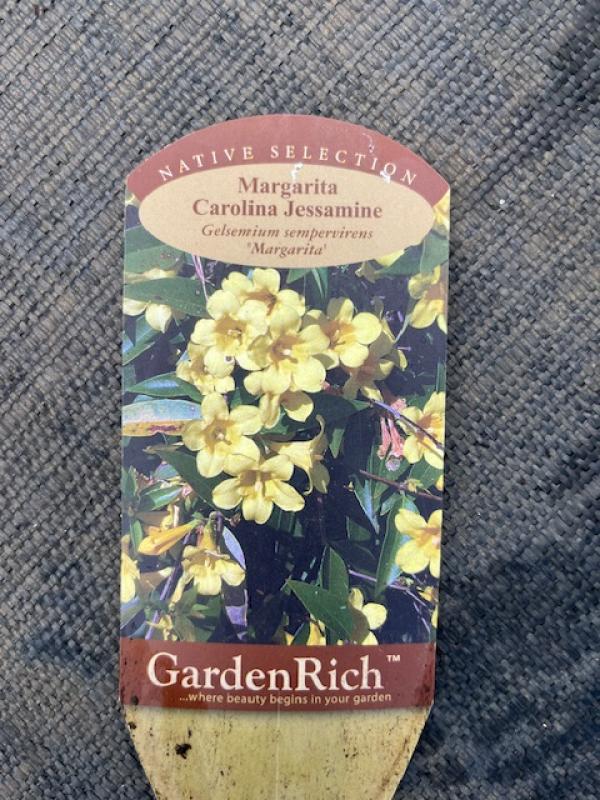 NATIVE SELECTION
Margarita
Carolina Jessamine
Gelsemium sempervirens
'Margarita'
GardenRich™
...where beauty begins in your garden